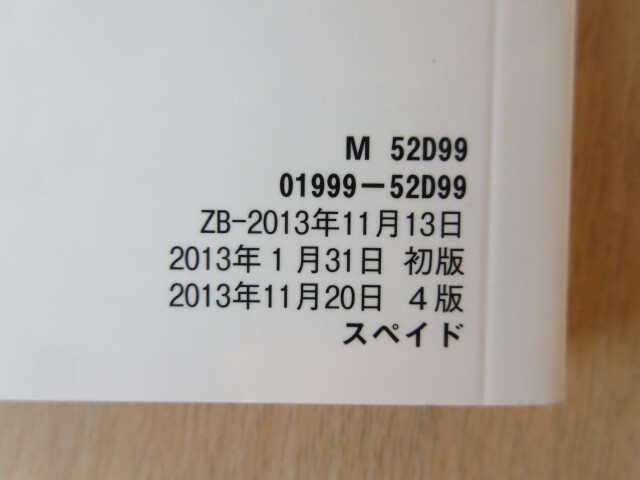 M 52D99
01999−52D99
ZB-2013年11月13日
2013年 1 月31日 初版
2013年11月20日 ４版
スペイド